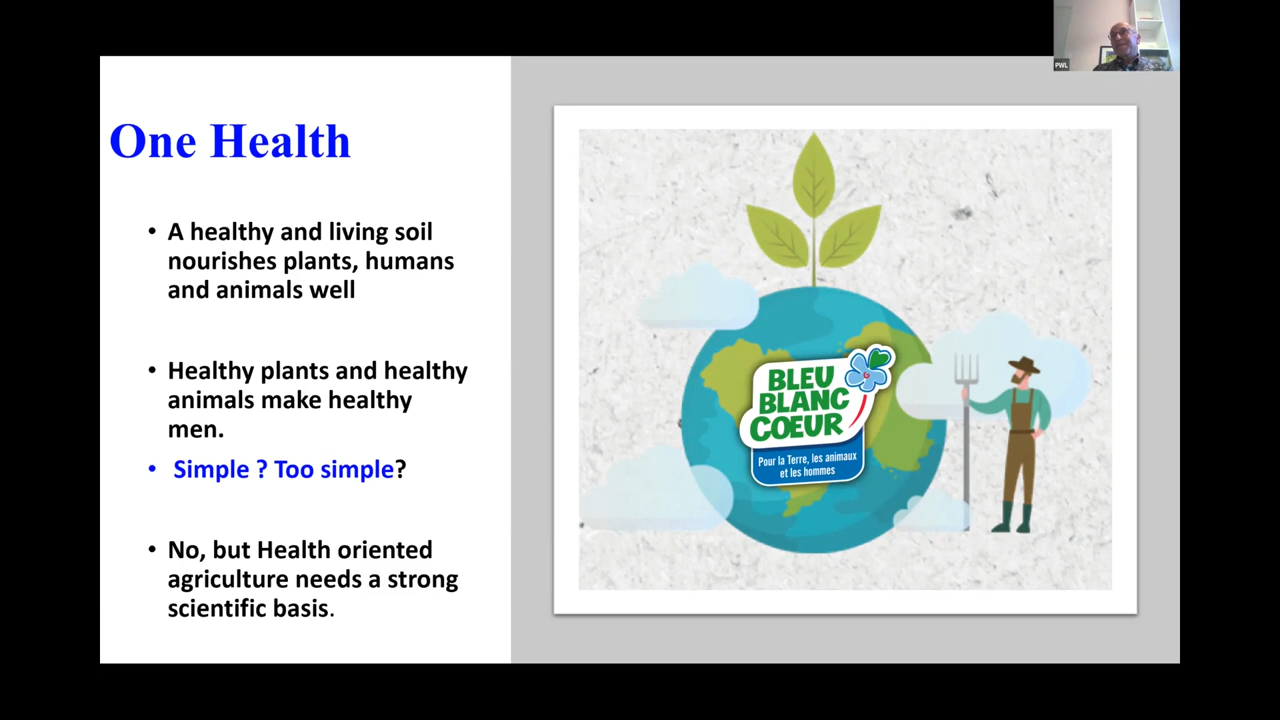 PWL
One Health
• A healthy and living soil
nourishes plants, humans
and animals well
• Healthy plants and healthy
animals make healthy
men.
• Simple ? Too simple?
• No, but Health oriented
agriculture needs a strong
scientific basis.
BLEU
BLANC
COEUR
Pour la Terre, les animaux
et les hommes